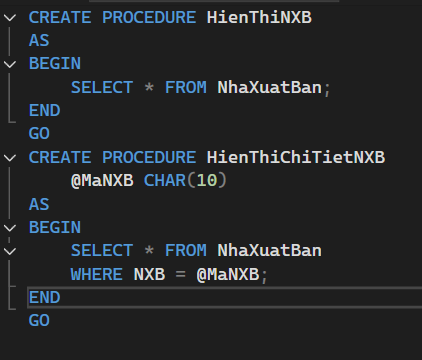 CREATE PROCEDURE HienThiNXB
AS
BEGIN
    SELECT * FROM NhaXuatBan;
END
GO
CREATE PROCEDURE HienThiChiTietNXB
    @MaNXB CHAR(10)
AS
BEGIN
    SELECT * FROM NhaXuatBan
    WHERE NXB = @MaNXB;
END
GO